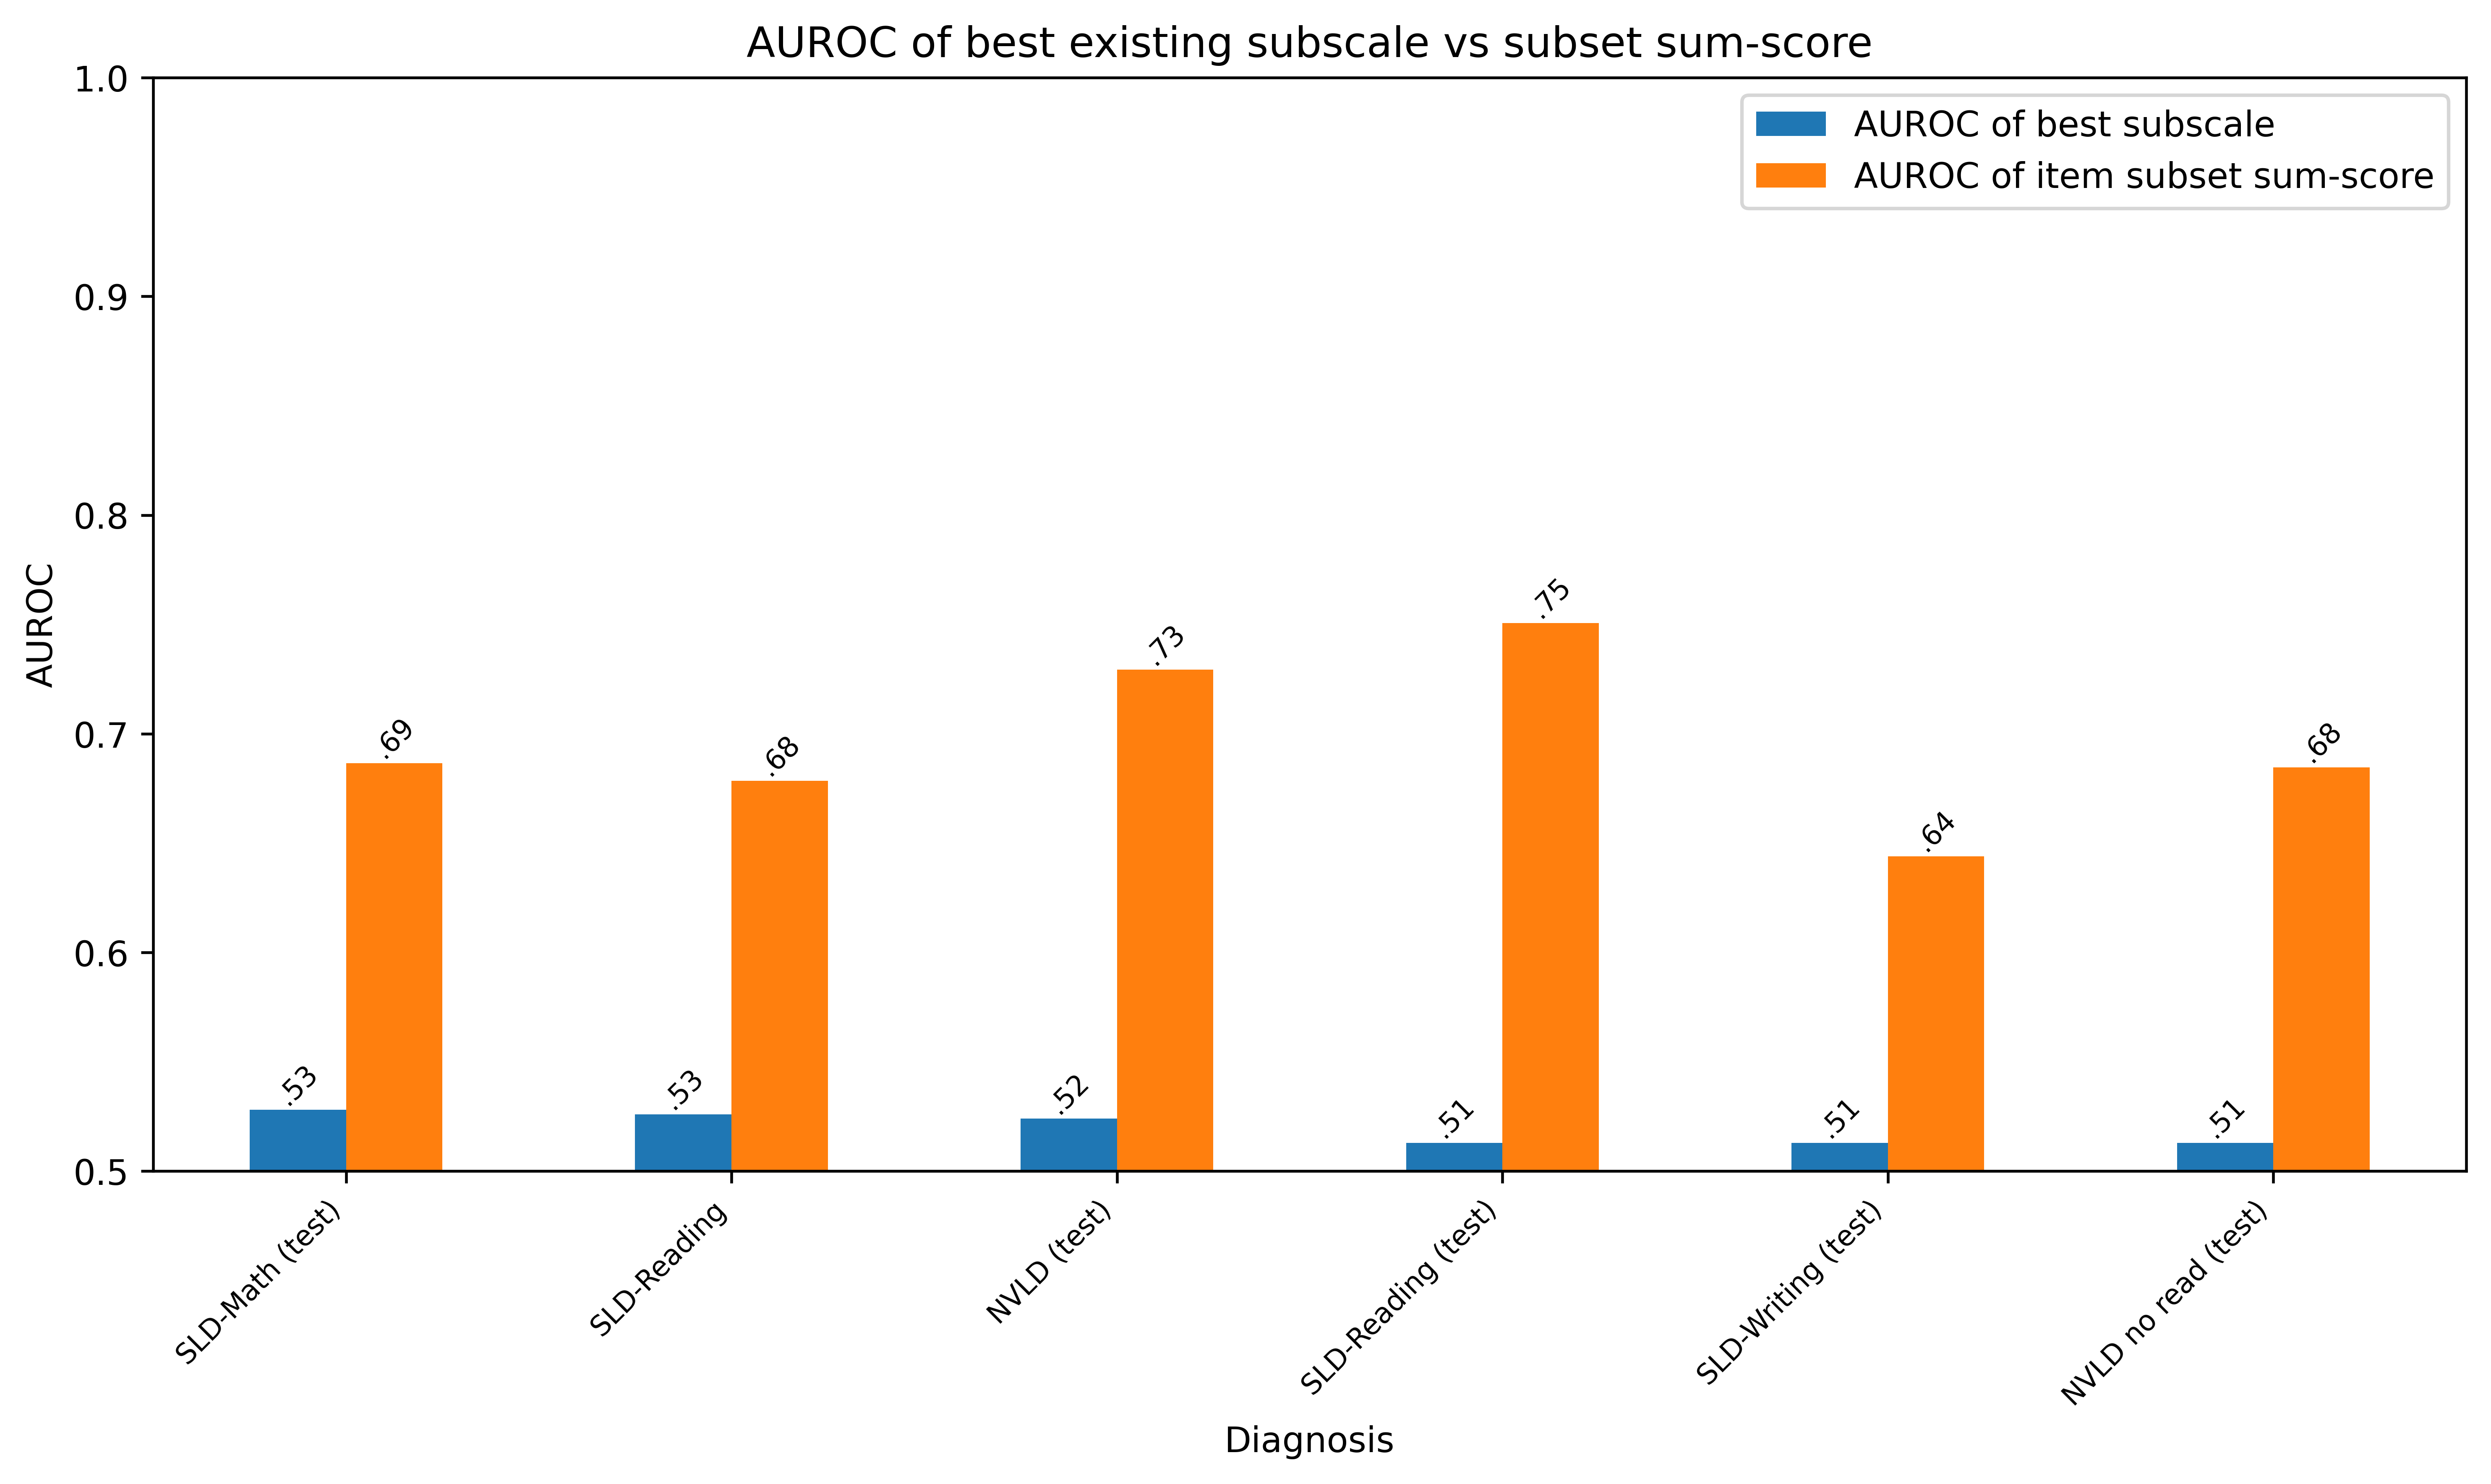 AUROC of best existing subscale vs subset sum-score
AUROC of best subscale
AUROC of item subset sum-score
AUROC
1.0
0.9
0.8
0.7
0.6
0.5
.53
.69
.53
.68
.52
.73
.51
.75
.51
.64
.51
.68
SLD-Math (test)
SLD-Reading
NVLD (test)
SLD-Reading (test)
SLD-Writing (test)
NVLD no read (test)
Diagnosis